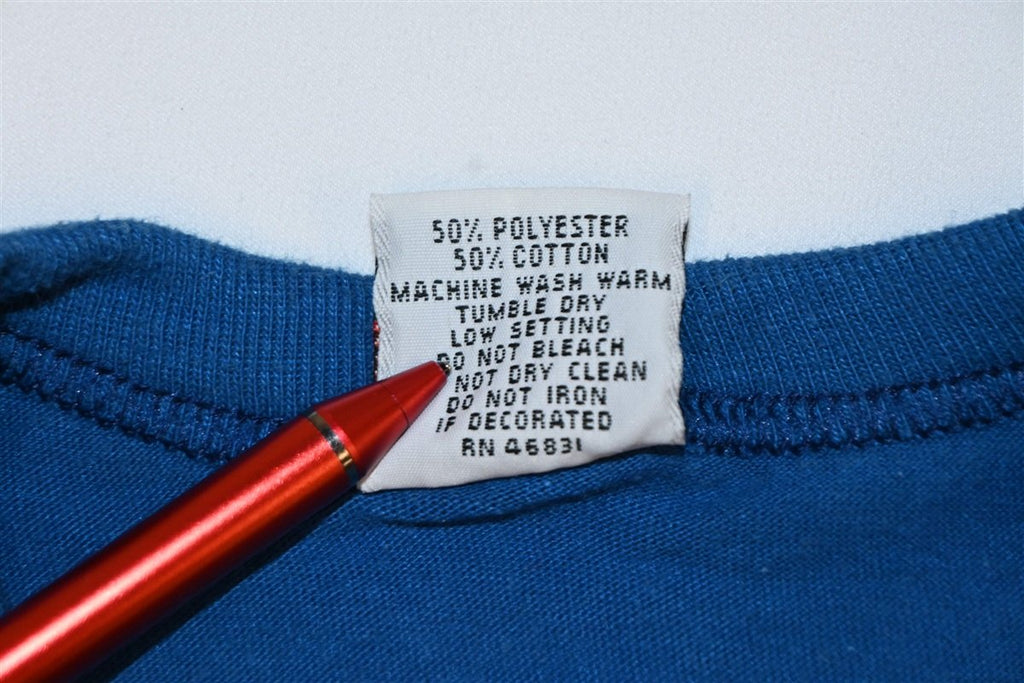 50% POLYESTER
50% COTTON
MACHINE WASH WARM
TUMBLE DRY
LOW SETTING
DO NOT BLEACH
NOT DRY CLEAN
DO NOT IRON
IF DECORATED
RN 46831